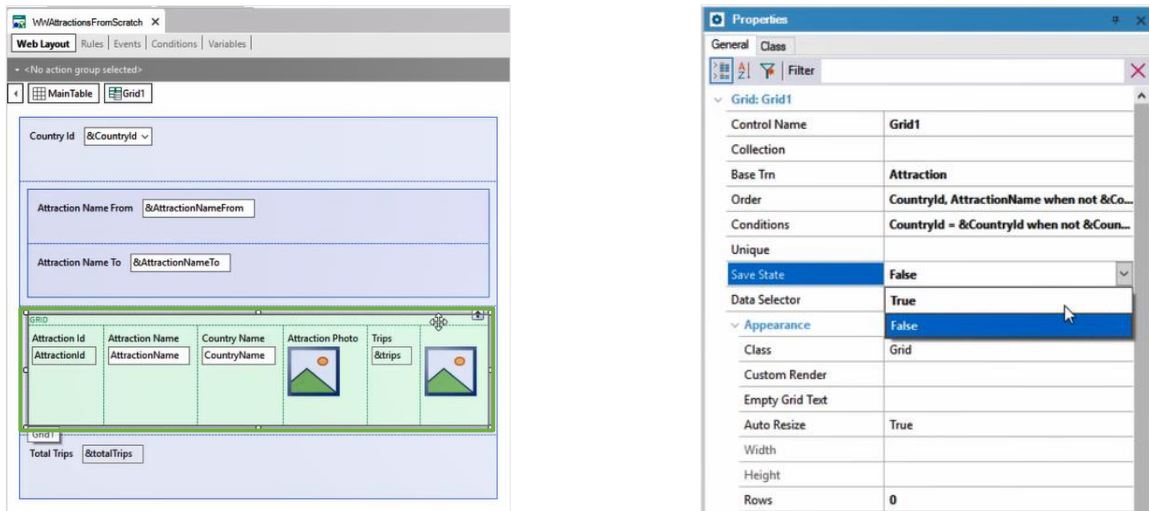 WWAttractionsFromScratch X
Web Layout | Rules | Events | Conditions | Variables |
<No action group selected>
MainTable Grid1
Country Id &CountryId
Attraction Name From &AttractionNameFrom
Attraction Name To &AttractionNameTo
GRID
Attraction Id Attraction Name Country Name Attraction Photo Trips
AttractionId AttractionName CountryName &trips
Grid1
Total Trips &totalTrips
Properties
General Class
Filter
Grid: Grid1
Control Name Grid1
Collection
Base Trn Attraction
Order CountryId, AttractionName when not &Co...
Conditions CountryId = &CountryId when not &Coun...
Unique
Save State False
True
False
Data Selector
Appearance
Class Grid
Custom Render
Empty Grid Text
Auto Resize True
Width
Height
Rows 0